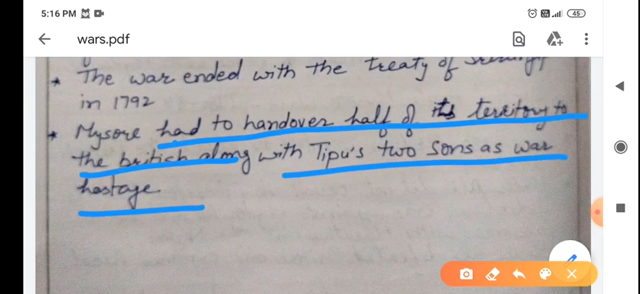 5:16 PM
45
wars.pdf
* The war ended with the treaty of
in 1792
* Mysore had to handover half of its territory to
the british along with Tipu's two sons as war
hostage